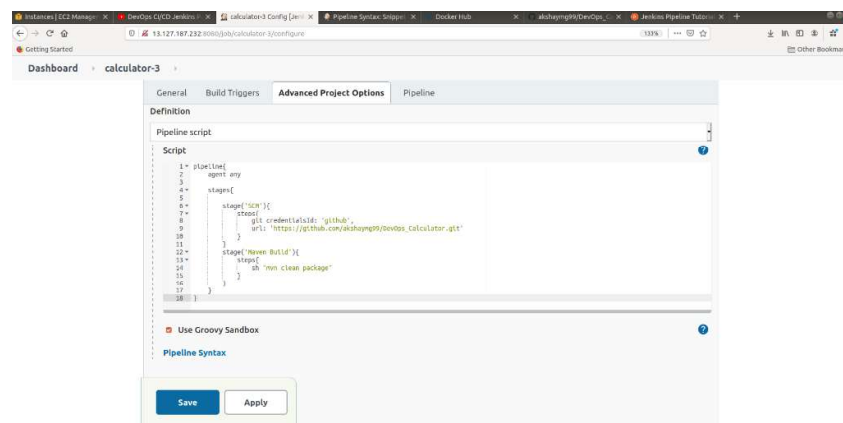 Instances | EC2 Manager
DevOps CI/CD Jenkins P
calculator-3 Config [Jenk
Pipeline Syntax: Snippet
Docker Hub
akshaymg99/DevOps_Ca
Jenkins Pipeline Tutoria
13.127.187.232:8080/job/calculator-3/configure
133%
Getting Started
Other Bookma
Dashboard
calculator-3
General
Build Triggers
Advanced Project Options
Pipeline
Definition
Pipeline script
Script
1 pipeline{
2 agent any
3
4 stages{
5
6 stage('SCM'){
7 steps{
8 git credentialsId: 'github',
9 url: 'https://github.com/akshaymg99/DevOps_Calculator.git'
10 }
11 }
12 stage('Maven Build'){
13 steps{
14 sh "mvn clean package"
15 }
16 }
17 }
18 }
Use Groovy Sandbox
Pipeline Syntax
Save
Apply